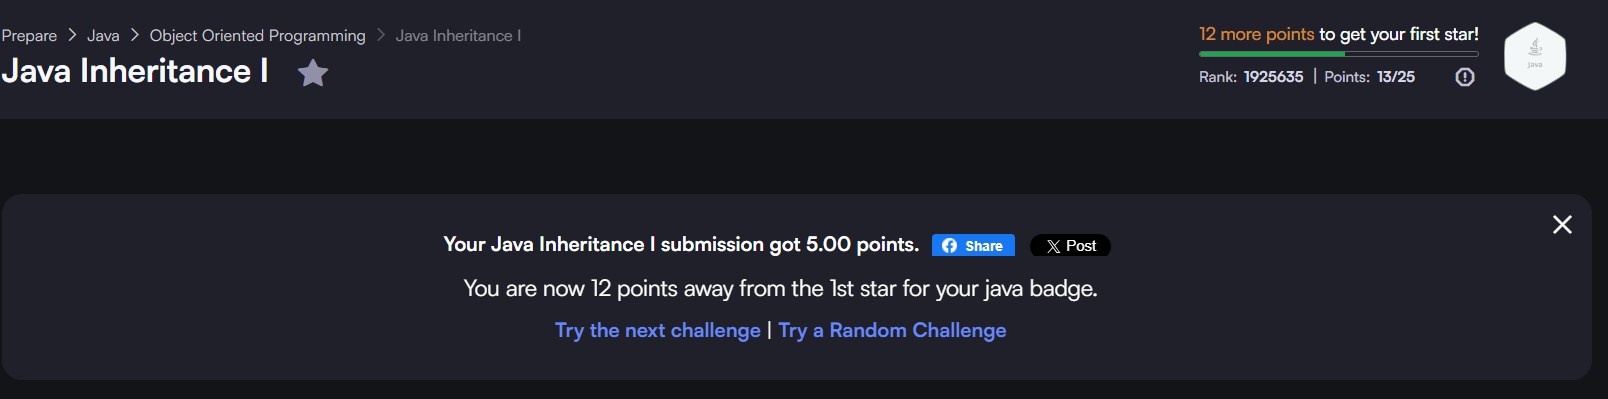 Prepare > Java > Object Oriented Programming > Java Inheritance I
Java Inheritance I
12 more points to get your first star!
Rank: 1925635 | Points: 13/25
Java
Your Java Inheritance I submission got 5.00 points. Share X Post
You are now 12 points away from the 1st star for your java badge.
Try the next challenge | Try a Random Challenge